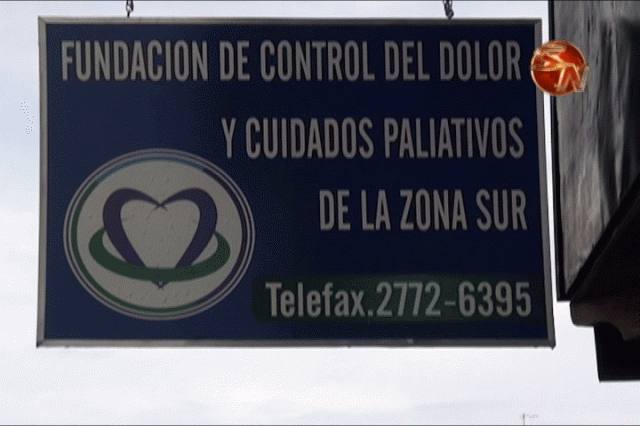 FUNDACION DE CONTROL DEL DOLOR
Y CUIDADOS PALIATIVOS
DE LA ZONA SUR
Telefax.2772-6395